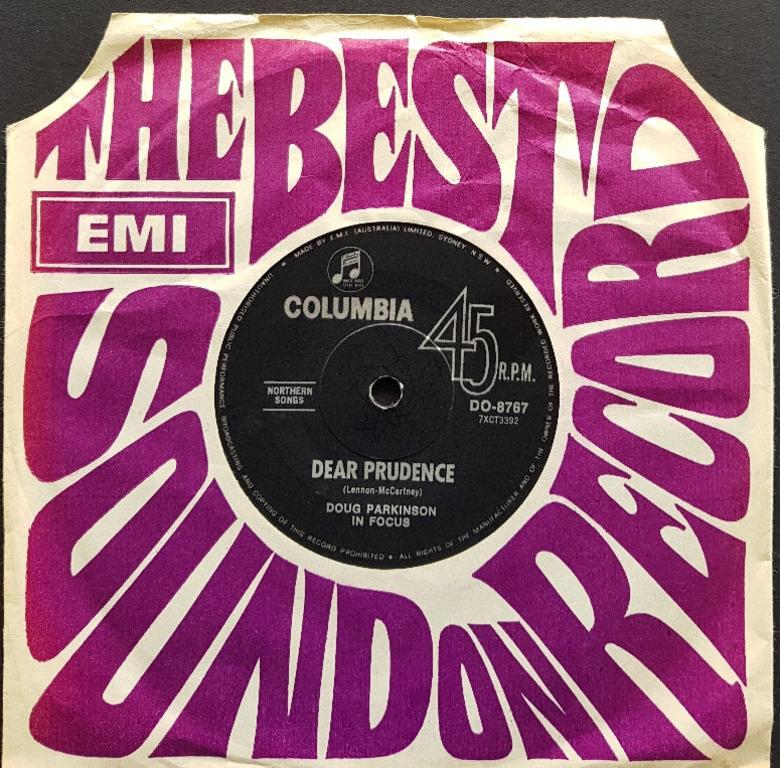 THE BEST
SOUND ON RECORD
EMI
MADE BY E.M.I. (AUSTRALIA) LIMITED, SYDNEY, N.S.W.
UNAUTHORISED PUBLIC PERFORMANCE BROADCASTING AND COPYING OF THIS RECORD PROHIBITED • ALL RIGHTS OF THE MANUFACTURER AND OF THE OWNER OF THE RECORDED WORK RESERVED
COLUMBIA
45
R.P.M.
NORTHERN
SONGS
DO-8767
7XCT3392
DEAR PRUDENCE
(Lennon-McCartney)
DOUG PARKINSON
IN FOCUS